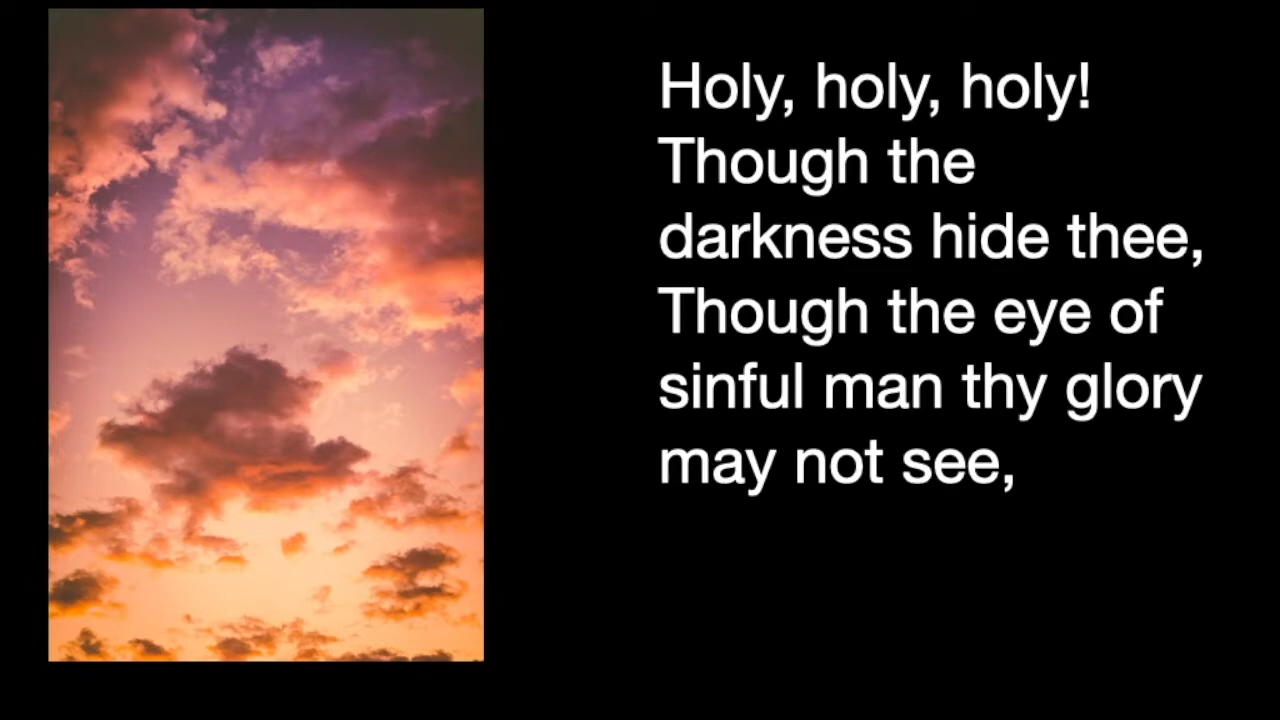 Holy, holy, holy!
Though the
darkness hide thee,
Though the eye of
sinful man thy glory
may not see,